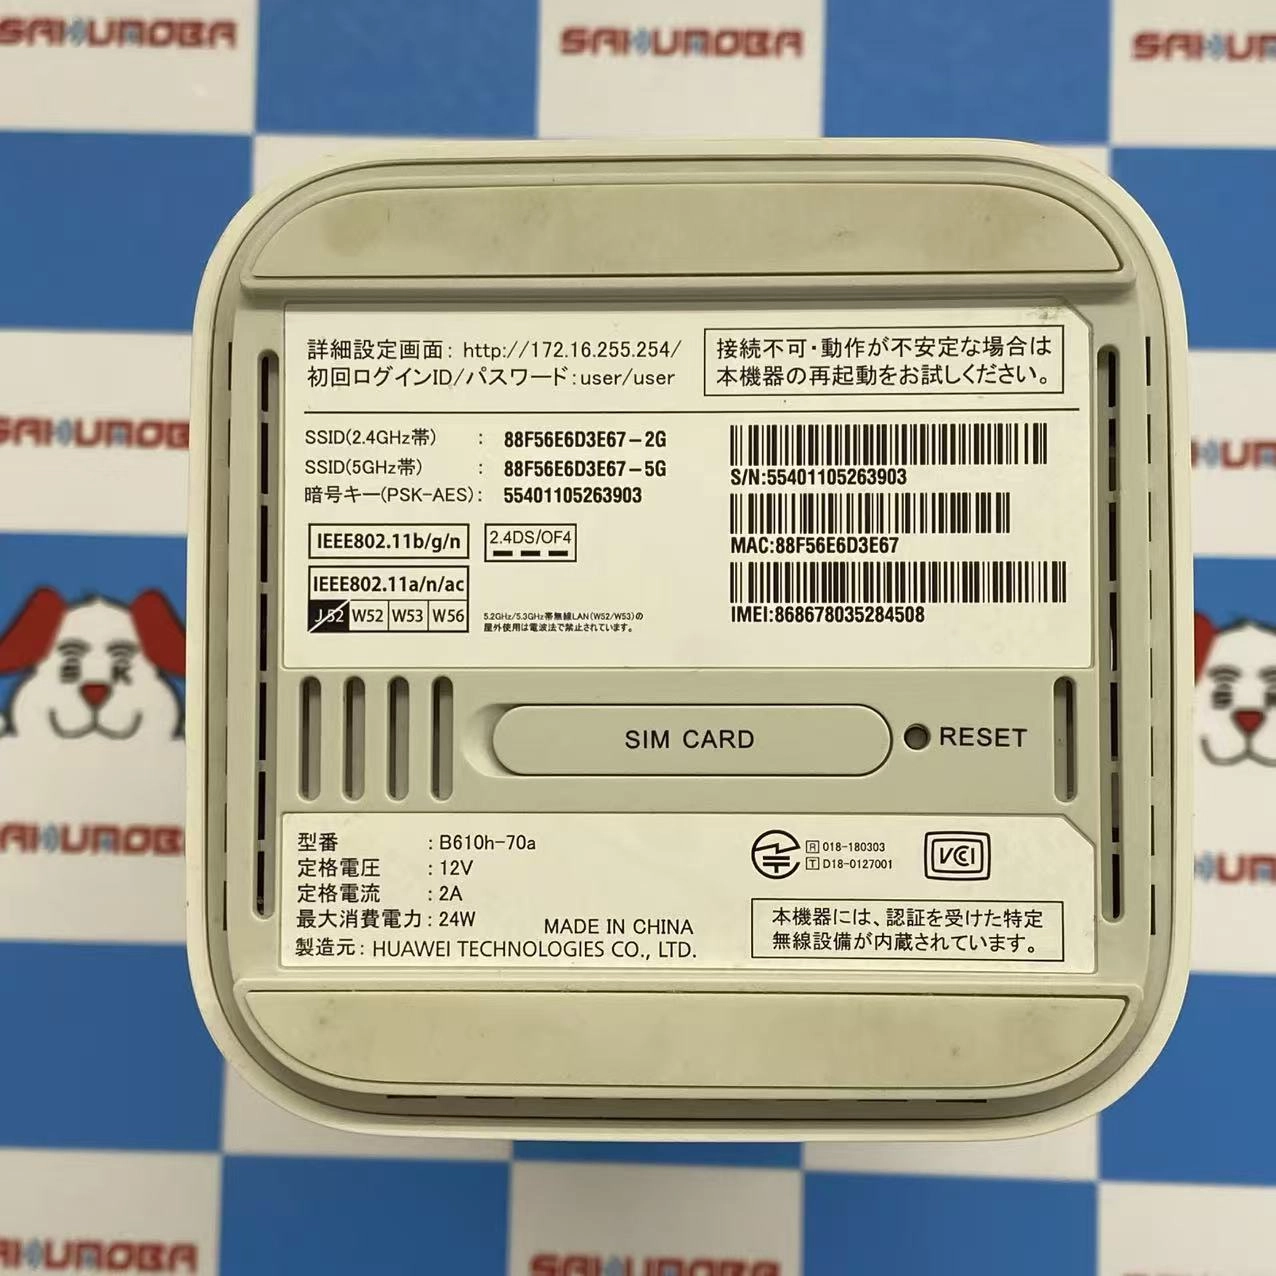 SAKUMOBA
SAKUMOBA
SAKUM
詳細設定画面: http://172.16.255.254/
初回ログインID/パスワード:user/user
接続不可・動作が不安定な場合は
本機器の再起動をお試しください。
SSID(2.4GHz帯) : 88F56E6D3E67-2G
SSID(5GHz帯) : 88F56E6D3E67-5G
暗号キー(PSK-AES): 55401105263903
S/N:55401105263903
MAC:88F56E6D3E67
IMEI:868678035284508
IEEE802.11b/g/n
2.4DS/OF4
IEEE802.11a/n/ac
J52 W52 W53 W56
5.2GHz/5.3GHz帯無線LAN(W52/W53)の
屋外使用は電波法で禁止されています。
SIM CARD
RESET
型番 : B610h-70a
定格電圧 : 12V
定格電流 : 2A
最大消費電力: 24W
MADE IN CHINA
製造元: HUAWEI TECHNOLOGIES CO., LTD.
R 018-180303
T D18-0127001
VCCI
本機器には、認証を受けた特定
無線設備が内蔵されています。
SAKUMOBA
SAKUMOBA